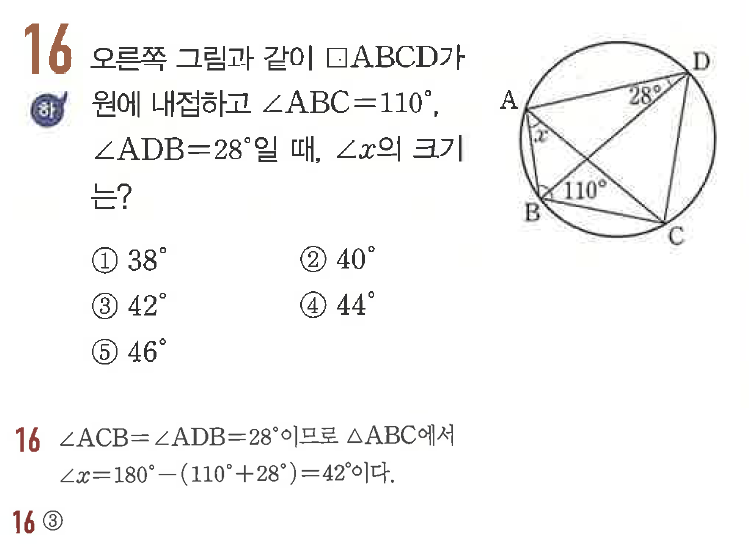 16 오른쪽 그림과 같이 □ABCD가
하 원에 내접하고 ∠ABC=110°,
∠ADB=28°일 때, ∠x의 크기
는?
① 38° ② 40°
③ 42° ④ 44°
⑤ 46°
D
28°
A
x
110°
B
C
16 ∠ACB=∠ADB=28°이므로 △ABC에서
∠x=180°-(110°+28°)=42°이다.
16 ③